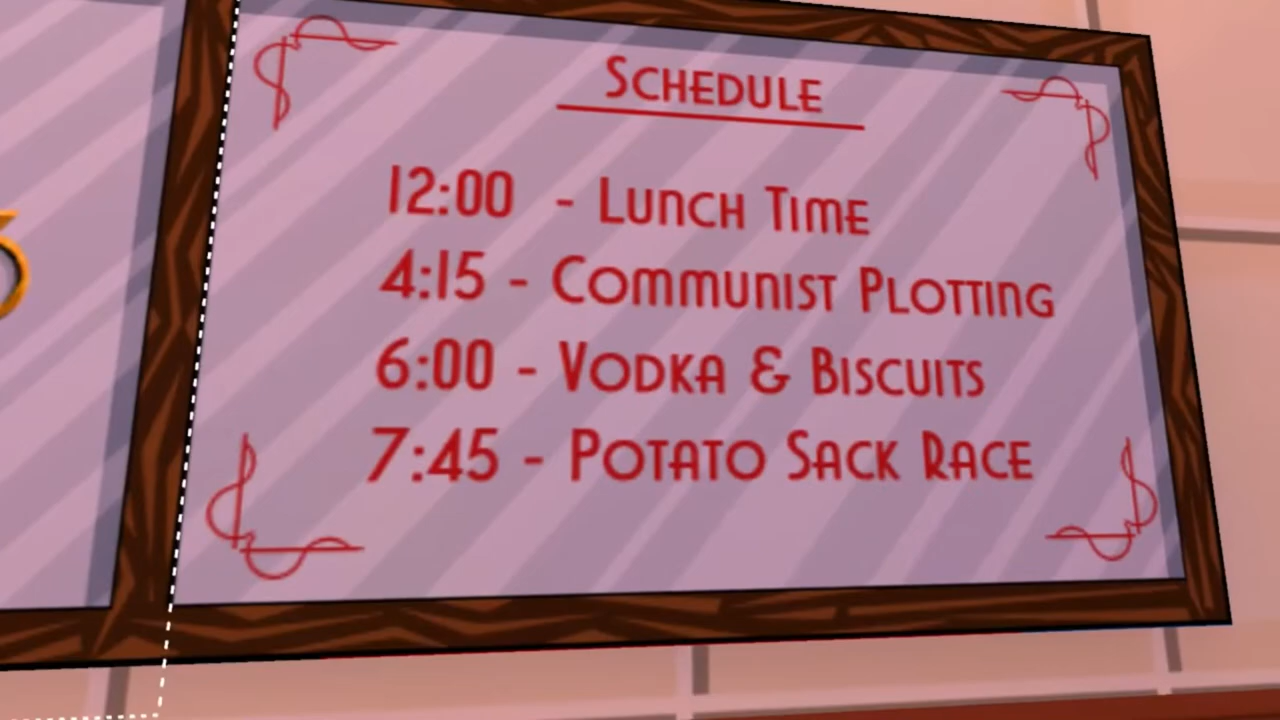 Schedule
12:00 - Lunch Time
4:15 - Communist Plotting
6:00 - Vodka & Biscuits
7:45 - Potato Sack Race